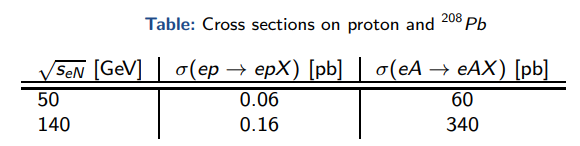 Table: Cross sections on proton and ²⁰⁸Pb
√s_eN [GeV] σ(ep → epX) [pb] σ(eA → eAX) [pb]
50 0.06 60
140 0.16 340